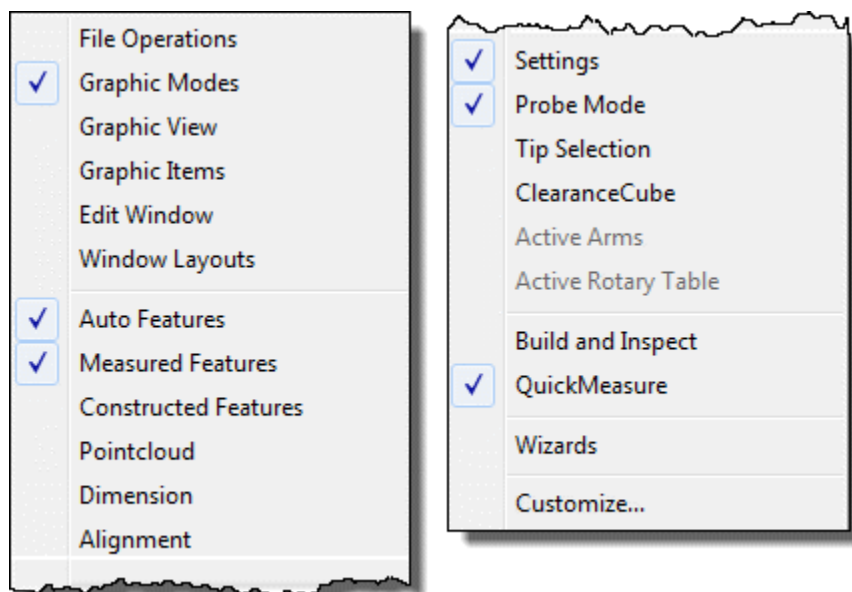 File Operations
Graphic Modes
Graphic View
Graphic Items
Edit Window
Window Layouts
Auto Features
Measured Features
Constructed Features
Pointcloud
Dimension
Alignment
Settings
Probe Mode
Tip Selection
ClearanceCube
Active Arms
Active Rotary Table
Build and Inspect
QuickMeasure
Wizards
Customize...